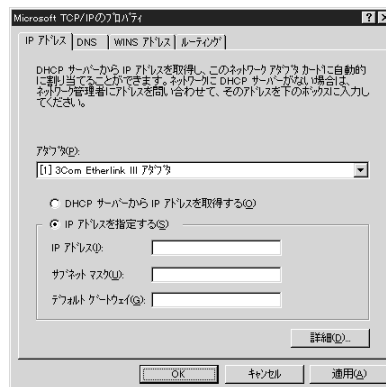 Microsoft TCP/IPのプロパティ
IP アドレス DNS WINS アドレス ルーティング
DHCP サーバーから IP アドレスを取得し、このネットワーク アダプタ カードに自動的
に割り当てることができます。ネットワークに DHCP サーバーがない場合は、
ネットワーク管理者にアドレスを問い合わせて、そのアドレスを下のボックスに入力し
てください。
アダプタ(P):
[1] 3Com Etherlink III アダプタ
DHCP サーバーから IP アドレスを取得する(O)
IP アドレスを指定する(S)
IP アドレス(I):
サブネット マスク(U):
デフォルト ゲートウェイ(G):
詳細(D)...
OK キャンセル 適用(A)